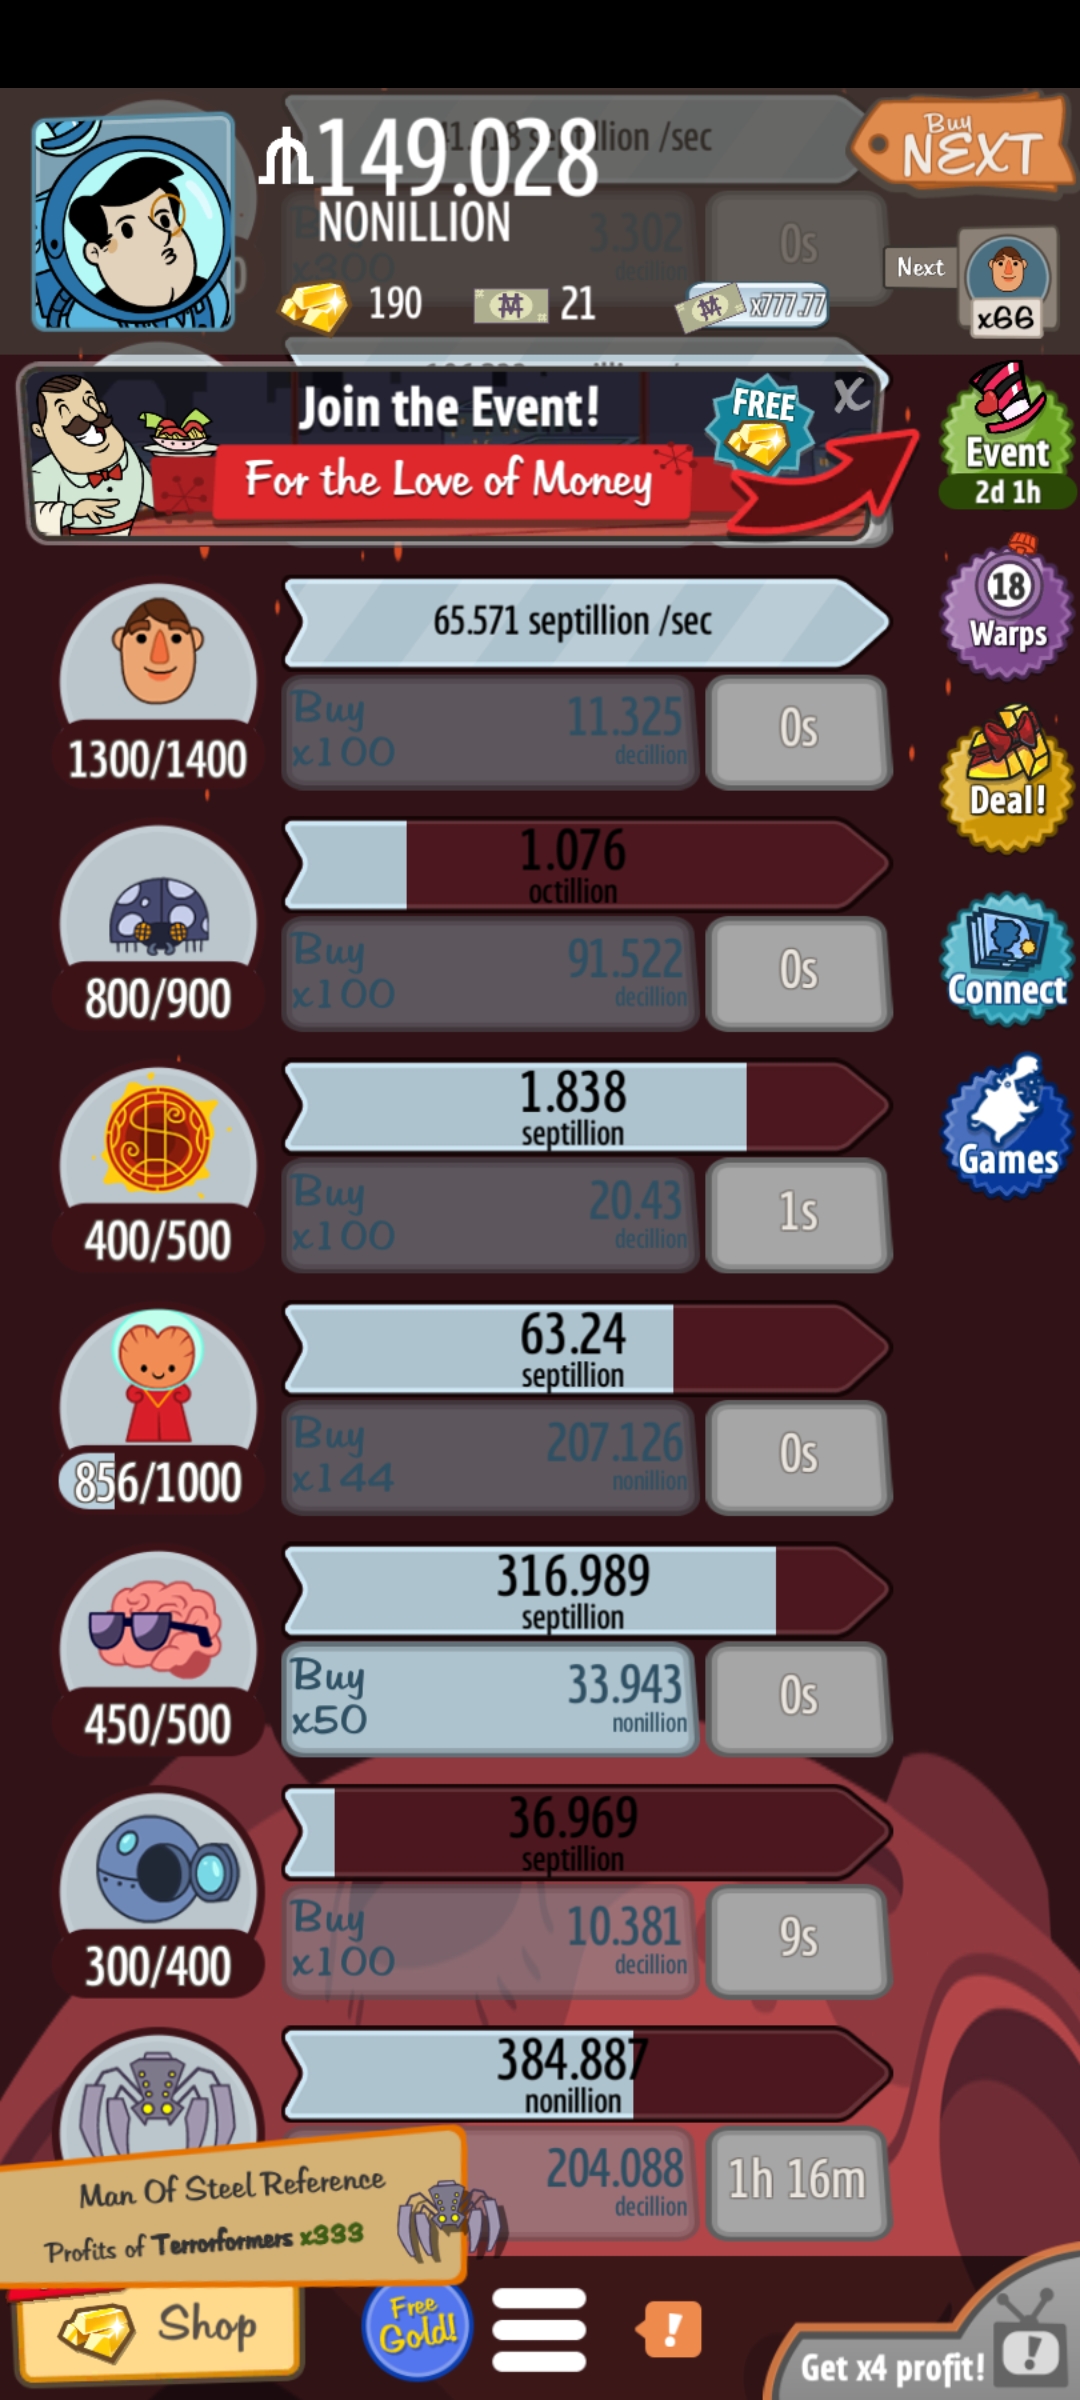 149.028
NONILLION
Buy
NEXT
190
21
x777.77
Next
x66
3.302
decillion
x300
0s
Join the Event!
For the Love of Money
FREE
X
Event
2d 1h
18
Warps
Deal!
Connect
Games
65.571 septillion /sec
1300/1400
Buy
x100
11.325
decillion
0s
1.076
octillion
800/900
Buy
x100
91.522
decillion
0s
1.838
septillion
400/500
Buy
x100
20.43
decillion
1s
63.24
septillion
856/1000
Buy
x144
207.126
nonillion
0s
316.989
septillion
450/500
Buy
x50
33.943
nonillion
0s
36.969
septillion
300/400
Buy
x100
10.381
decillion
9s
384.887
nonillion
204.088
decillion
1h 16m
Man Of Steel Reference
Profits of Terrorformers x333
Shop
Free
Gold!
!
Get x4 profit!
!